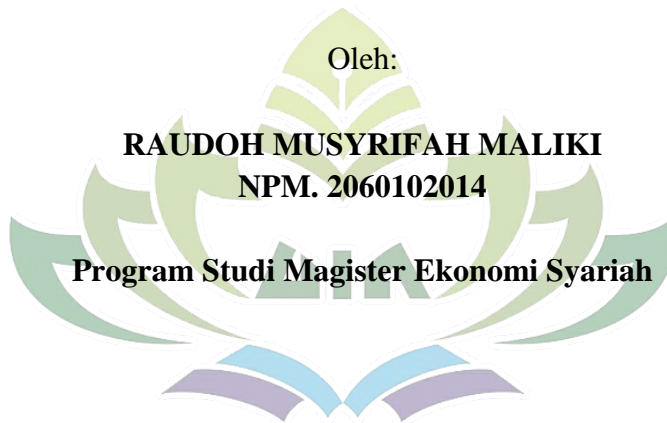 Oleh:
RAUDOH MUSYRIFAH MALIKI
NPM. 2060102014
Program Studi Magister Ekonomi Syariah